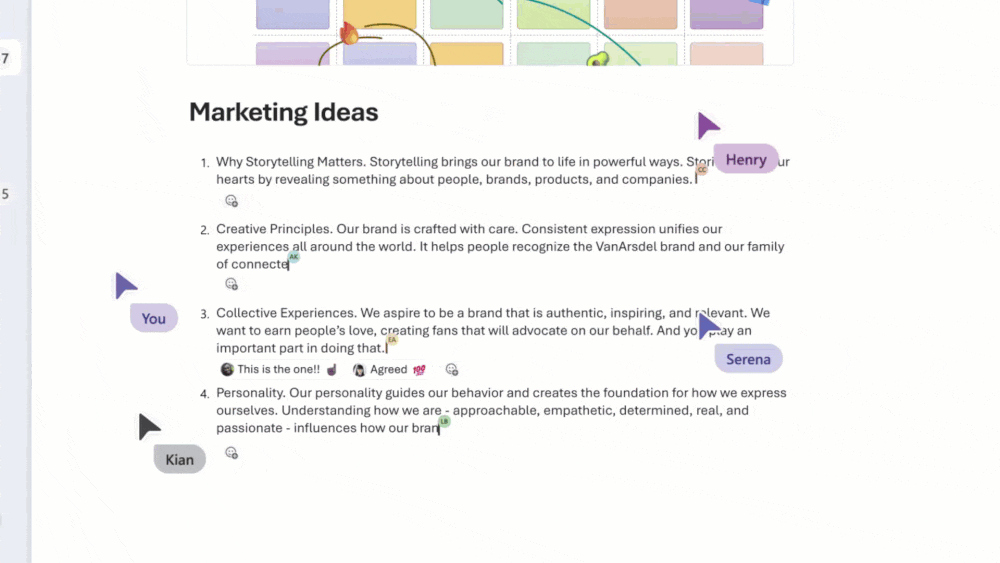 7
5
Marketing Ideas
Henry
1. Why Storytelling Matters. Storytelling brings our brand to life in powerful ways. ur
hearts by revealing something about people, brands, products, and companies.
CC
2. Creative Principles. Our brand is crafted with care. Consistent expression unifies our
experiences all around the world. It helps people recognize the VanArsdel brand and our family
of connecte
AK
You
3. Collective Experiences. We aspire to be a brand that is authentic, inspiring, and relevant. We
want to earn people's love, creating fans that will advocate on our behalf. And you play an
important part in doing that.
EA
Serena
This is the one!! Agreed 💯
4. Personality. Our personality guides our behavior and creates the foundation for how we express
ourselves. Understanding how we are - approachable, empathetic, determined, real, and
passionate - influences how our bran
LB
Kian